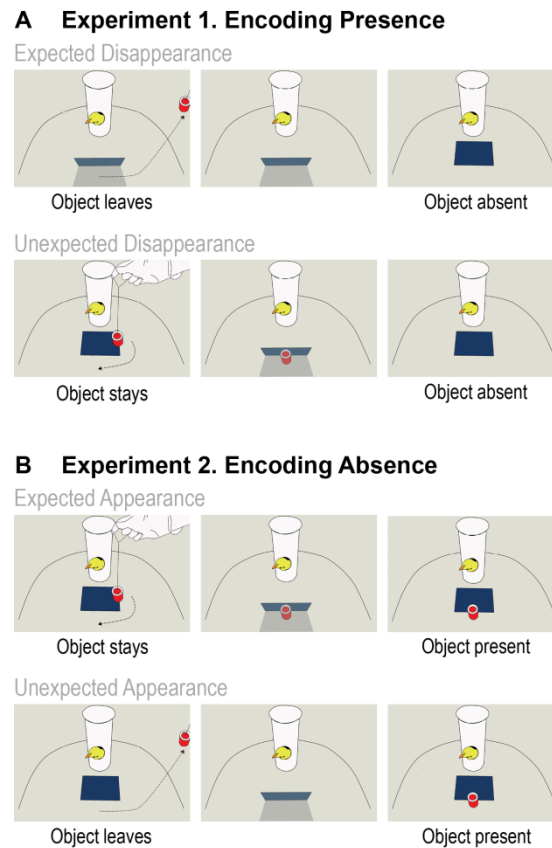 A Experiment 1. Encoding Presence
Expected Disappearance
Object leaves
Object absent
Unexpected Disappearance
Object stays
Object absent
B Experiment 2. Encoding Absence
Expected Appearance
Object stays
Object present
Unexpected Appearance
Object leaves
Object present